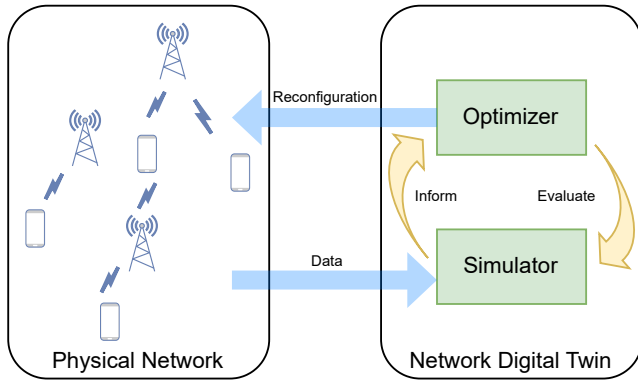 Reconfiguration
Optimizer
Inform
Evaluate
Data
Simulator
Physical Network
Network Digital Twin